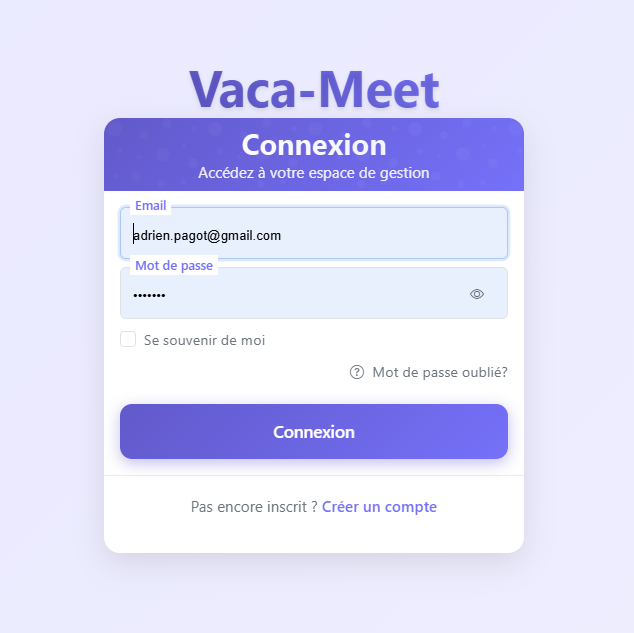 Vaca-Meet
Connexion
Accédez à votre espace de gestion
Email
adrien.pagot@gmail.com
Mot de passe
•••••••
Se souvenir de moi
Mot de passe oublié?
Connexion
Pas encore inscrit ? Créer un compte